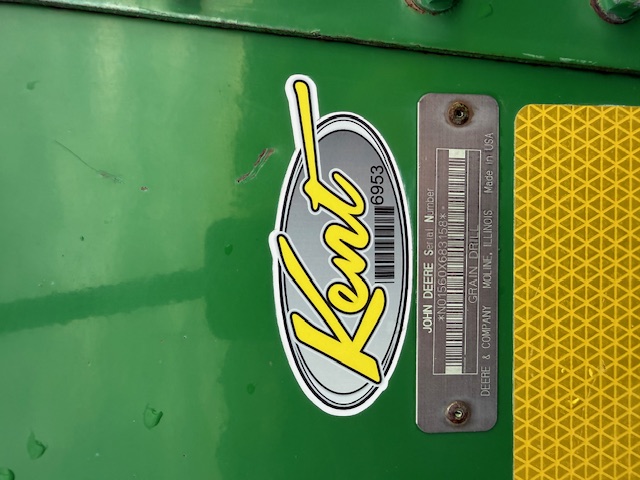 Kent
6953
JOHN DEERE Serial Number
*N01560X683158*
GRAIN DRILL
DEERE & COMPANY MOLINE, ILLINOIS Made in USA